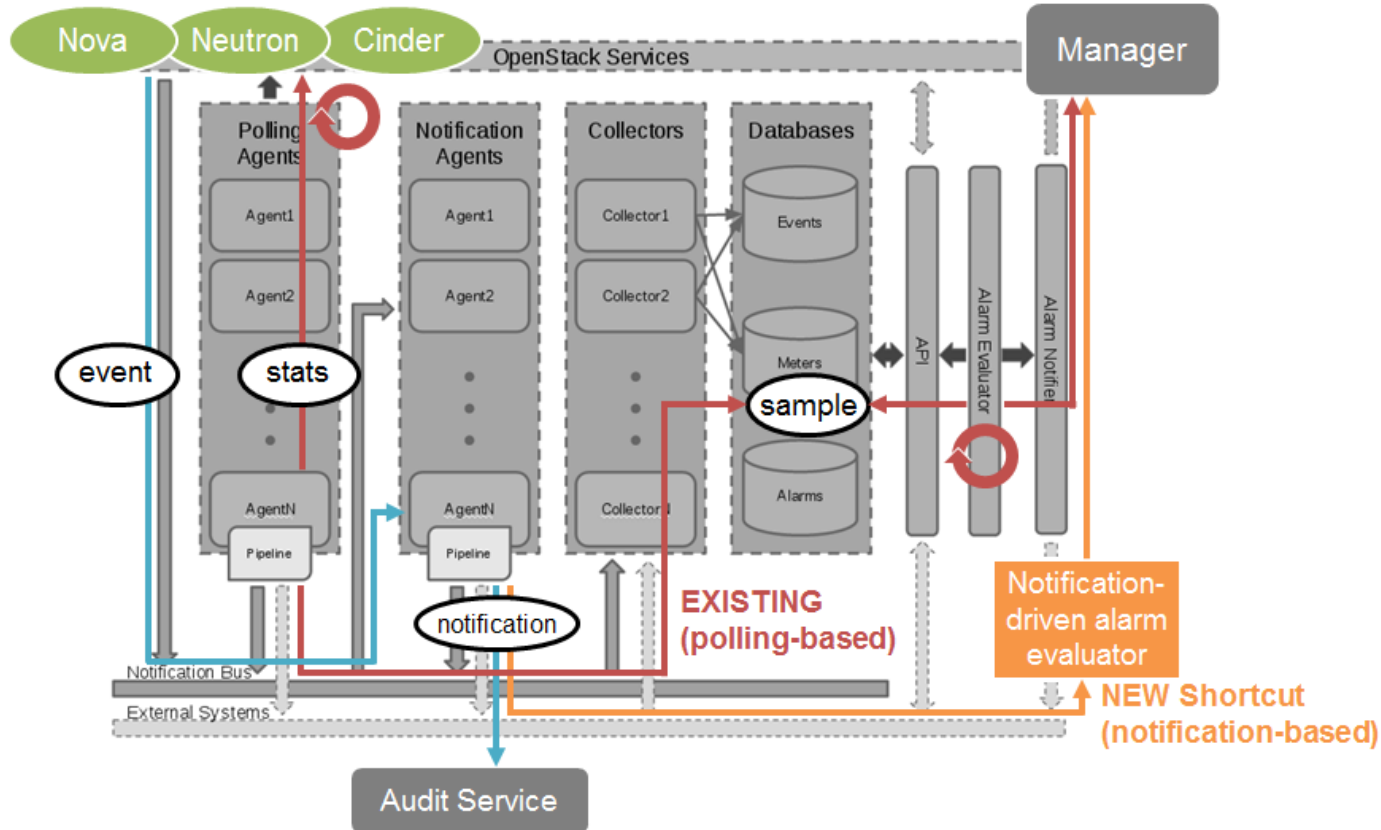 Nova
Neutron
Cinder
OpenStack Services
Manager
Polling
Agents
Notification
Agents
Collectors
Databases
Agent1
Agent1
Collector1
Events
Agent2
Agent2
Collector2
Meters
API
Alarm Evaluator
Alarm Notifier
event
stats
sample
AgentN
AgentN
CollectorN
Alarms
Pipeline
Pipeline
notification
EXISTING
(polling-based)
Notification-
driven alarm
evaluator
Notification Bus
NEW Shortcut
(notification-based)
External Systems
Audit Service